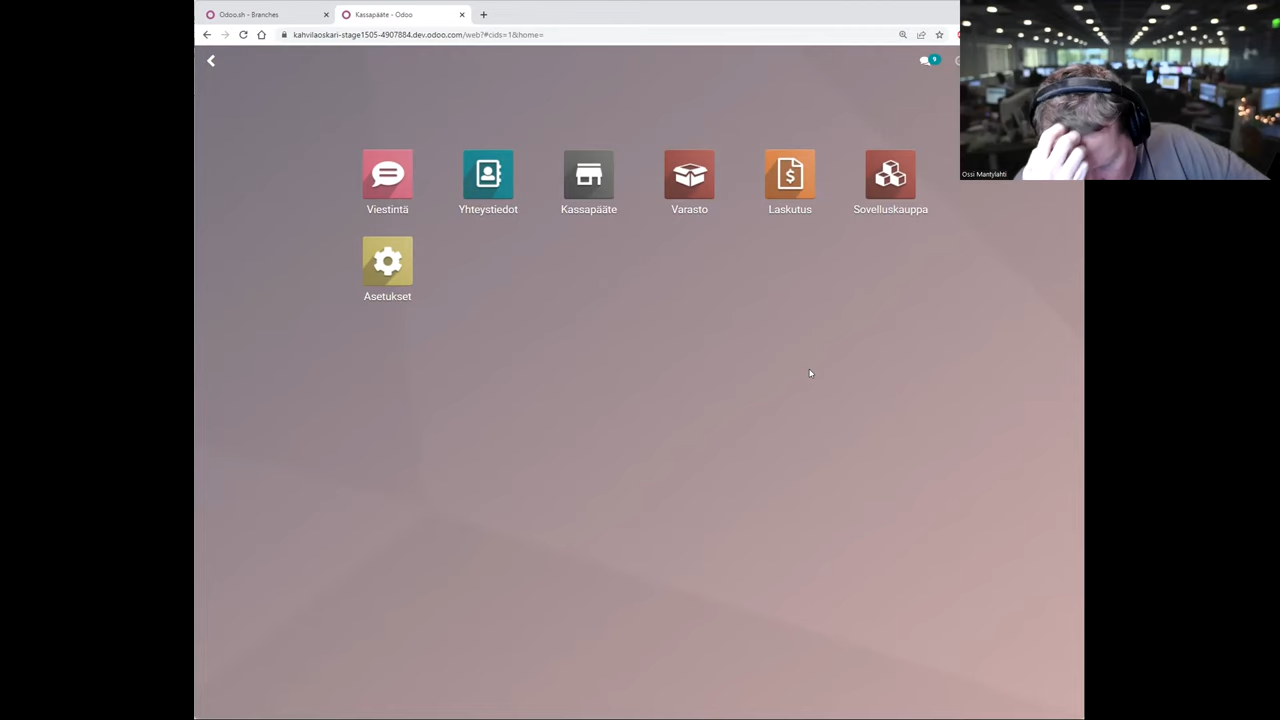 Odoo.sh - Branches
Kassapääte - Odoo
kahvilaoskari-stage1505-4907884.dev.odoo.com/web?#cids=1&home=
9
Viestintä
Yhteystiedot
Kassapääte
Varasto
Laskutus
Sovelluskauppa
Asetukset
Ossi Mantylahti